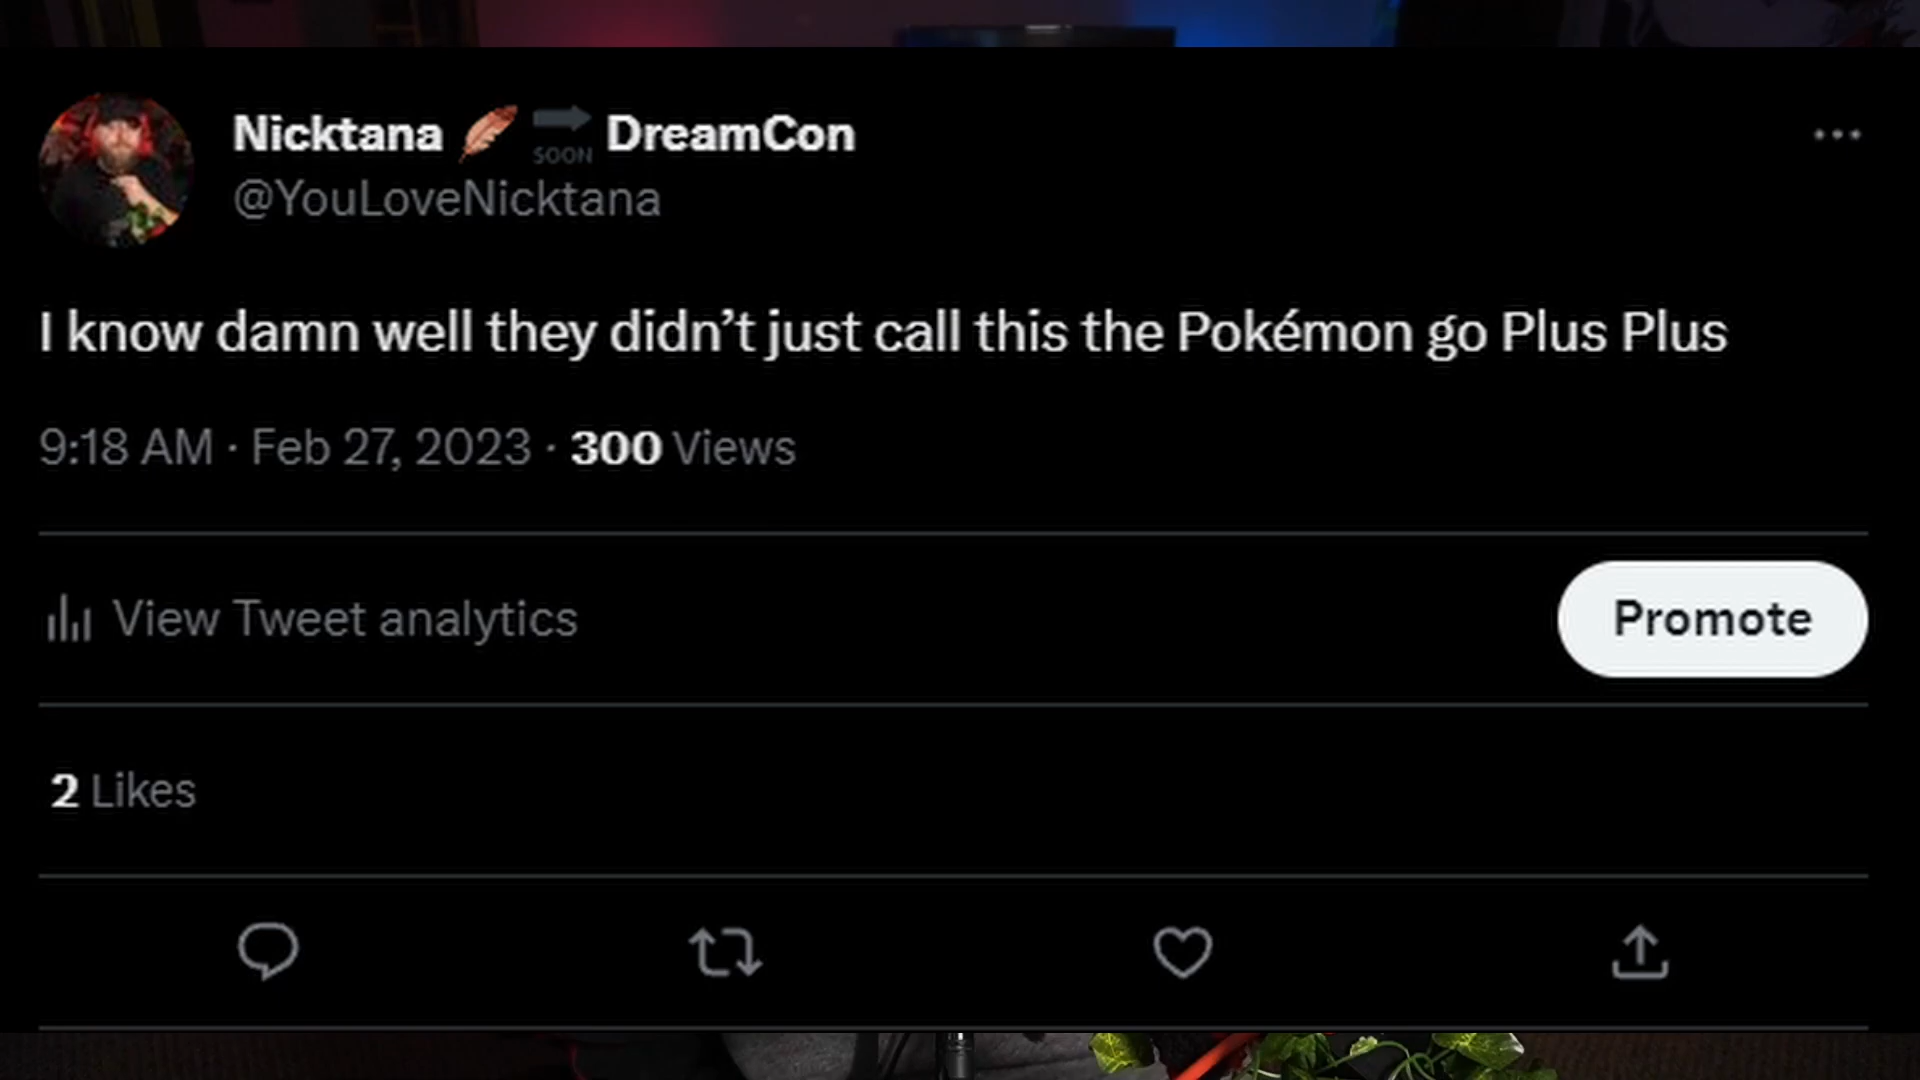 Nicktana 🪶 🔜 DreamCon
@YouLoveNicktana
I know damn well they didn’t just call this the Pokémon go Plus Plus
9:18 AM · Feb 27, 2023 · 300 Views
View Tweet analytics
Promote
2 Likes